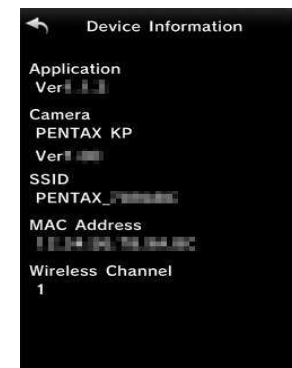 Device Information
Application
Ver
Camera
PENTAX KP
Ver
SSID
PENTAX_
MAC Address
Wireless Channel
1